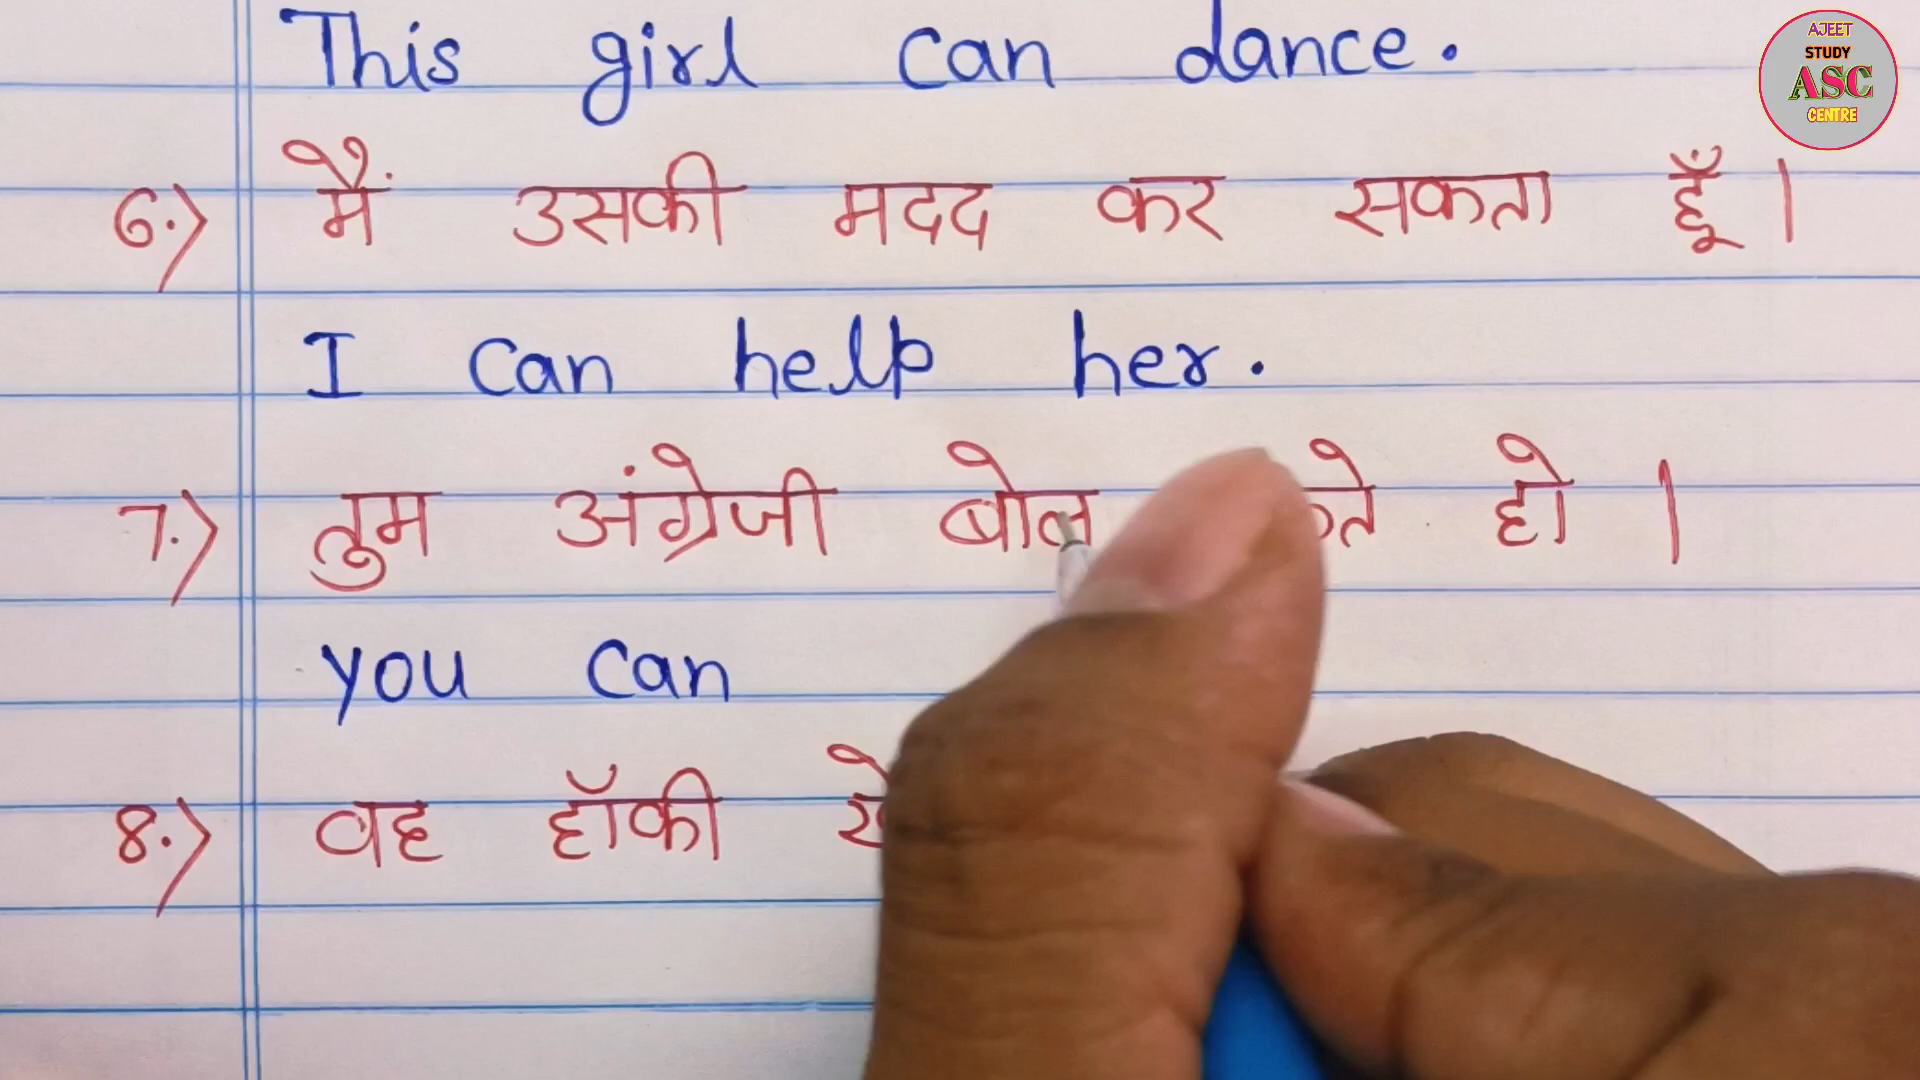 This girl can dance.
AJEET
STUDY
ASC
CENTRE
6.) मैं उसकी मदद कर सकता हूँ।
I can help her.
7.) तुम अंग्रेजी बोल हो।
you can
8.) वह हॉकी